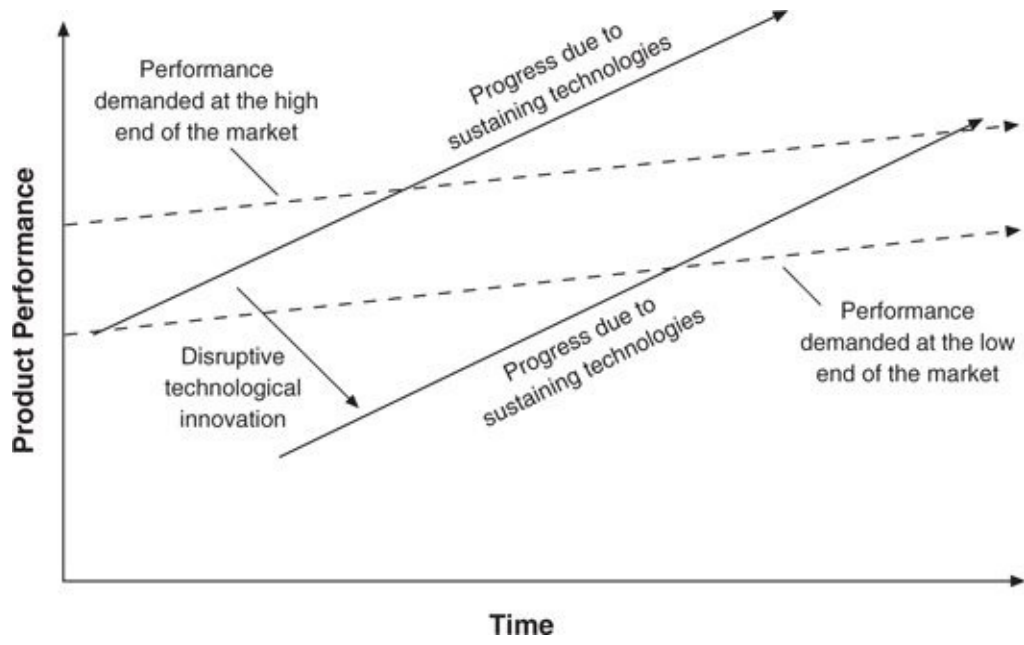 Performance
demanded at the high
end of the market
Progress due to
sustaining technologies
Product Performance
Disruptive
technological
innovation
Progress due to
sustaining technologies
Performance
demanded at the low
end of the market
Time